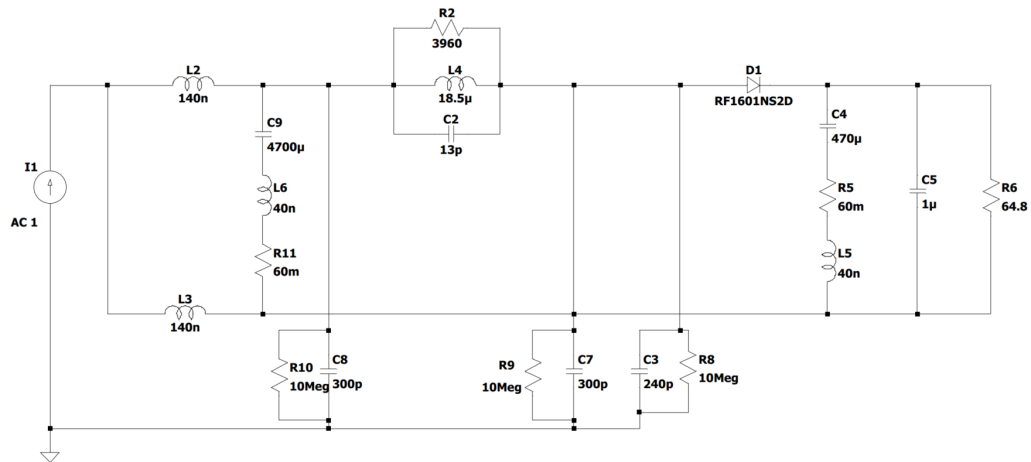 R2
3960
L2
140n
L4
18.5µ
D1
RF1601NS2D
C9
4700µ
C2
13p
C4
470µ
I1
AC 1
L6
40n
R5
60m
C5
1µ
R6
64.8
R11
60m
L5
40n
L3
140n
R10
10Meg
C8
300p
R9
10Meg
C7
300p
C3
240p
R8
10Meg